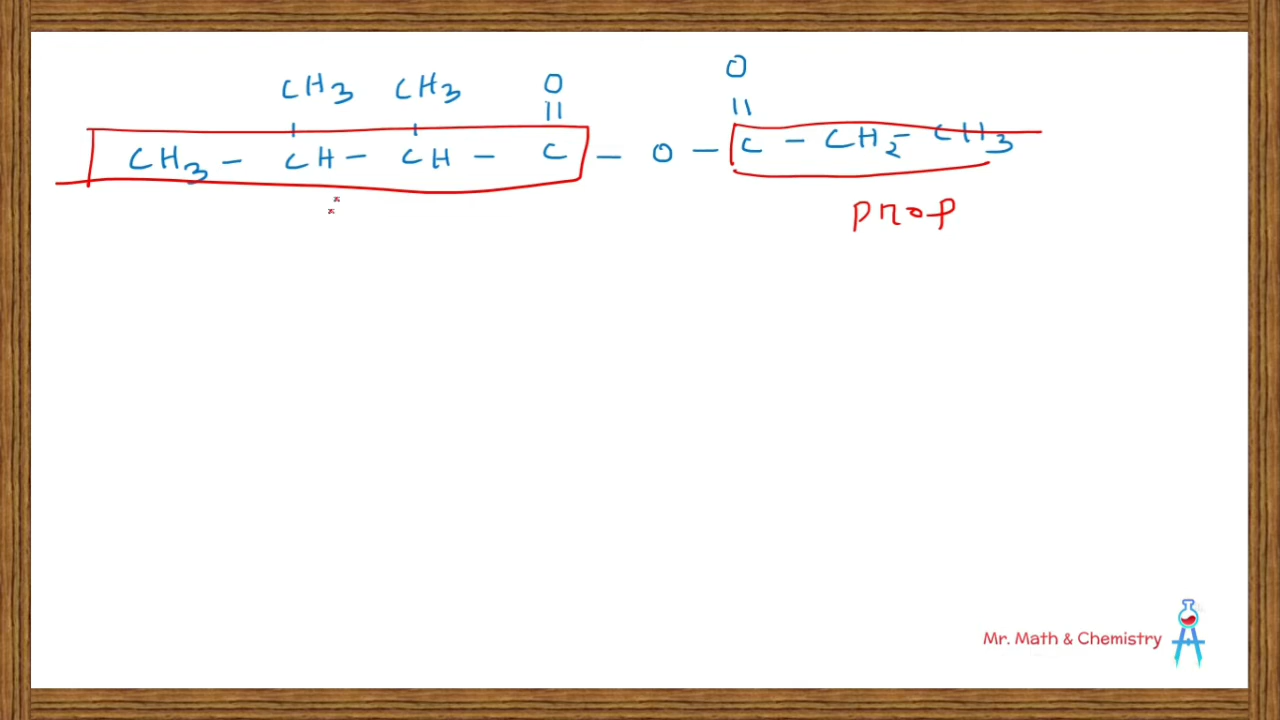 CH3 CH3 O O
|| ||
CH3 - CH - CH - C - O - C - CH2 - CH3
* *
prop
Mr. Math & Chemistry